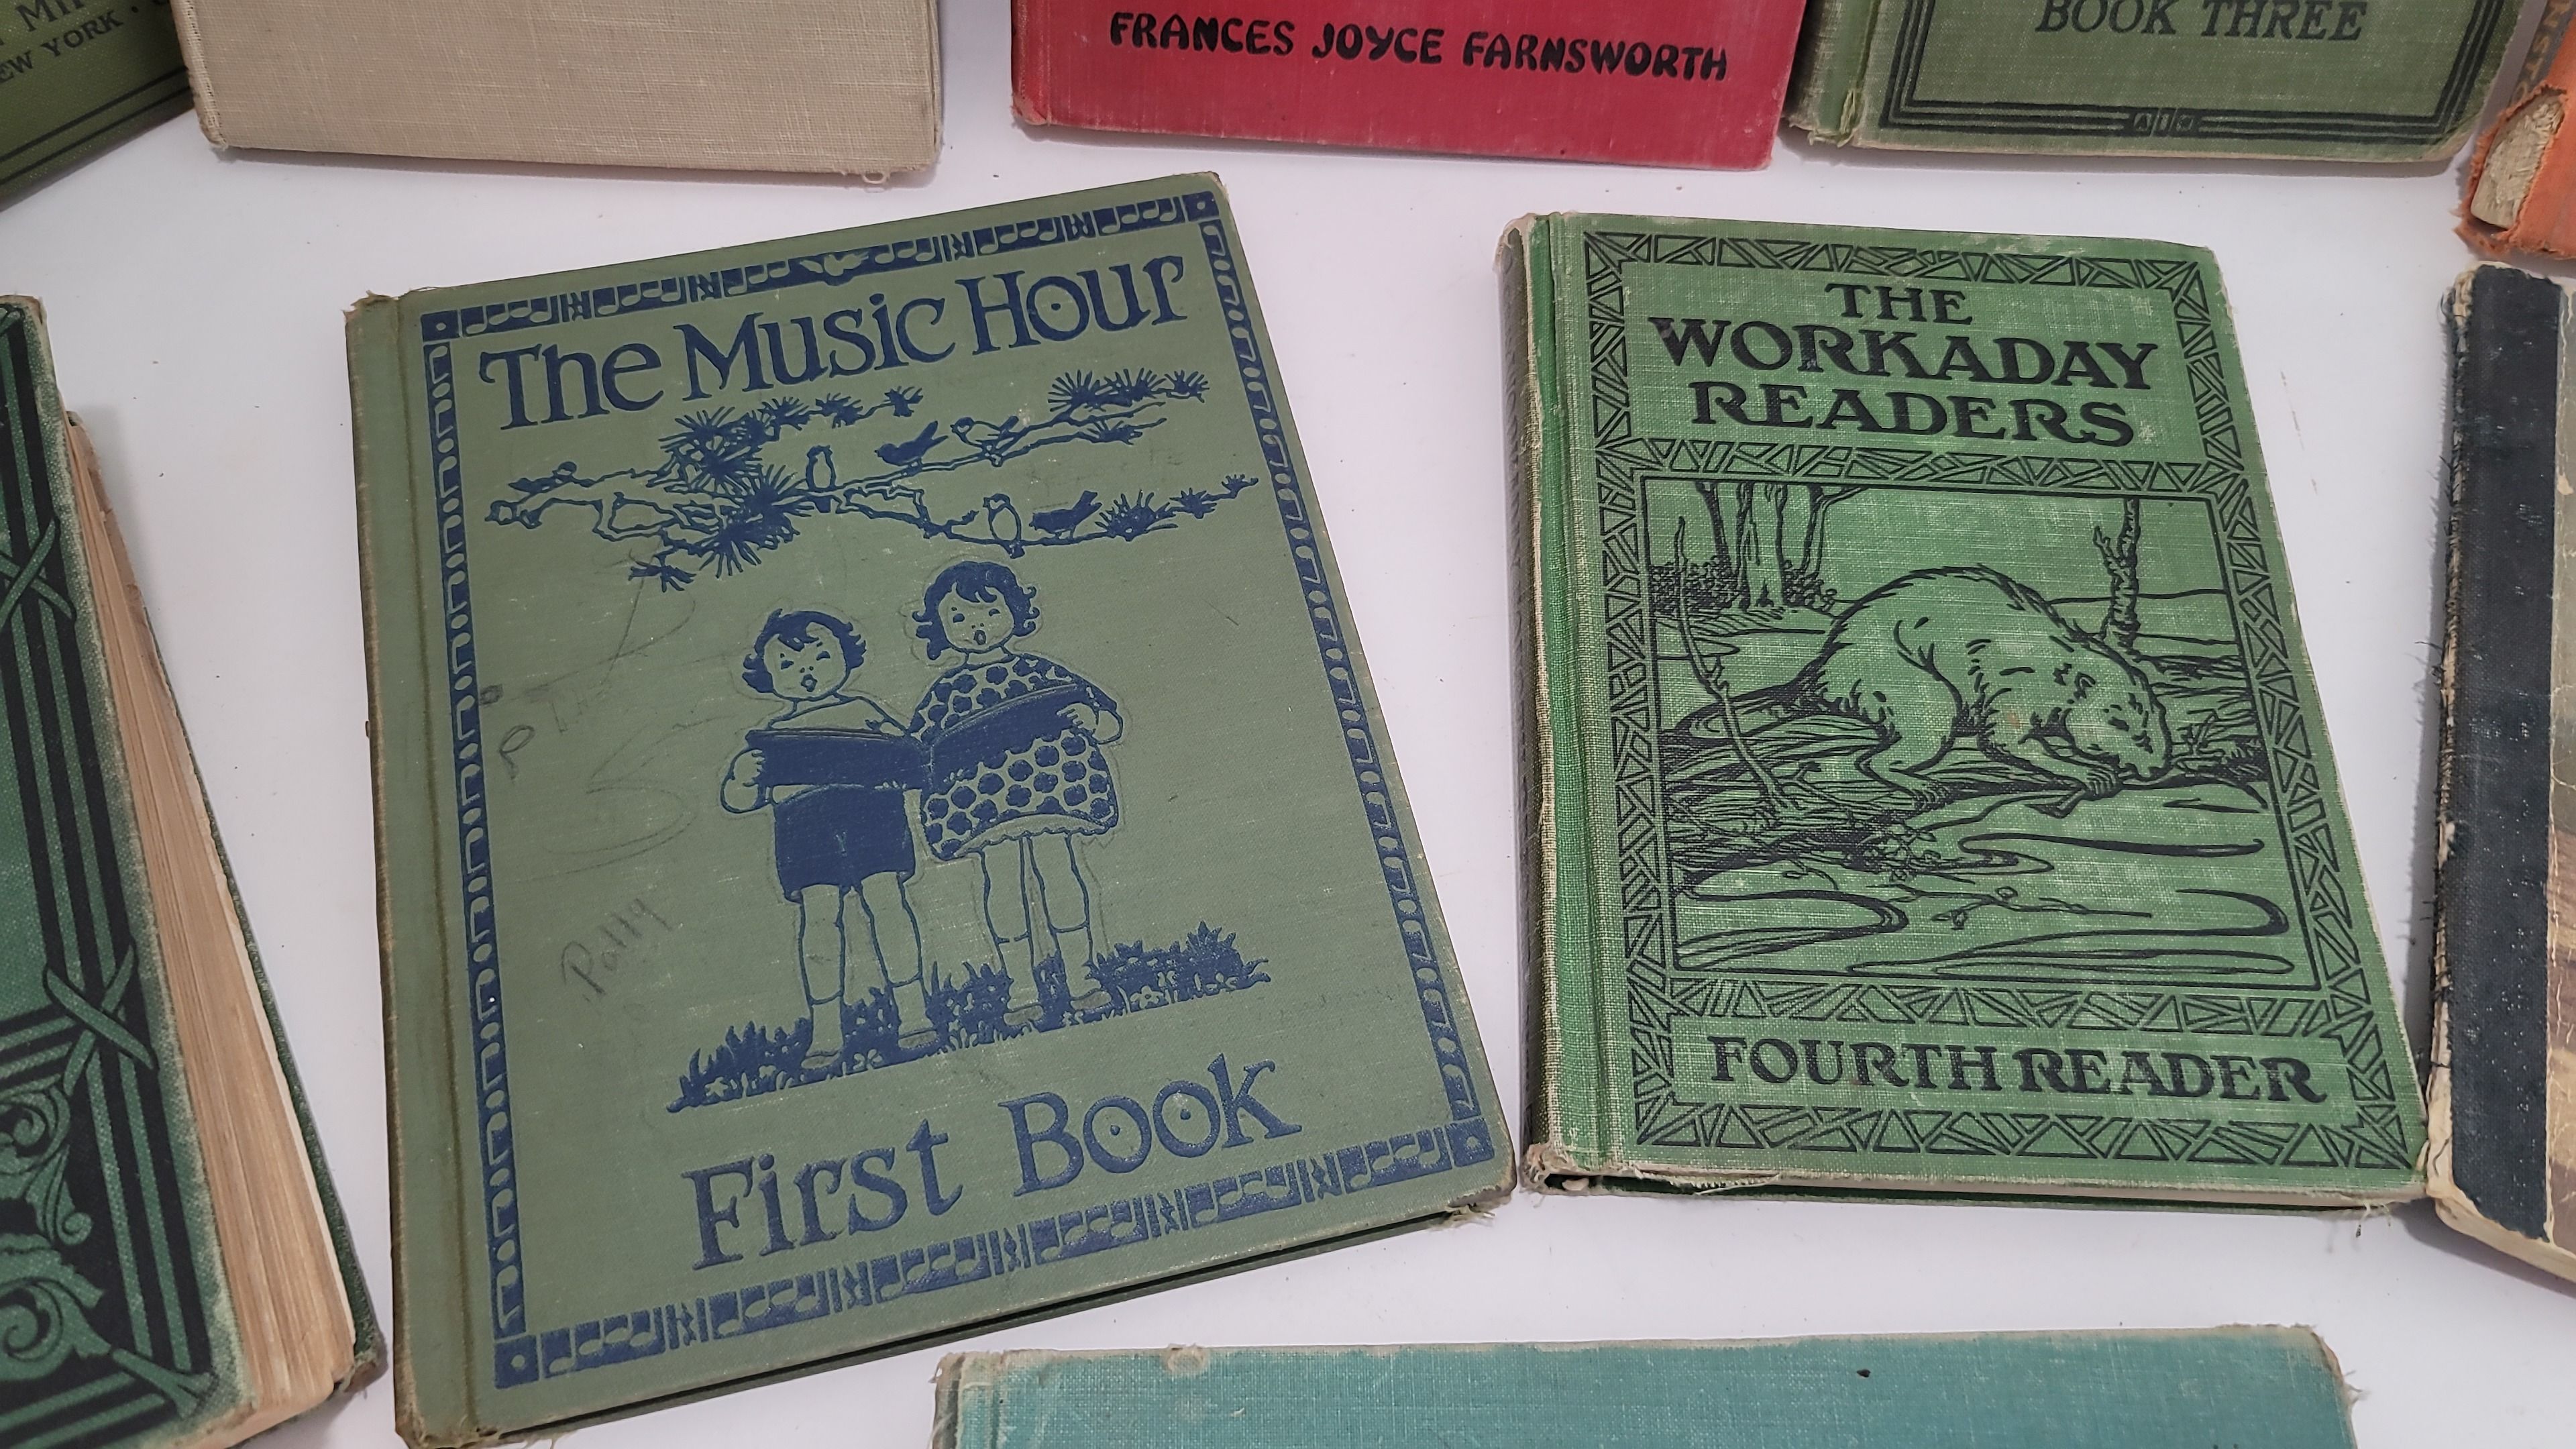 NEW YORK
FRANCES JOYCE FARNSWORTH
BOOK THREE
The Music Hour
Polly
First Book
THE
WORKADAY
READERS
FOURTH READER